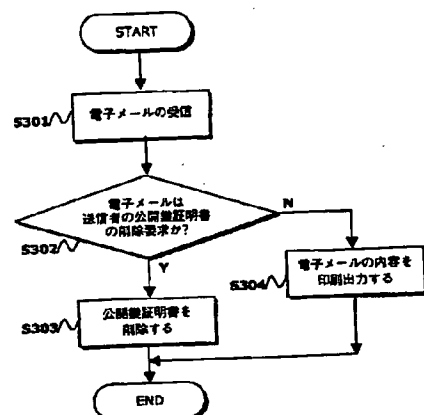 START
S301
電子メールの受信
電子メールは
送信者の公開鍵証明書
の削除要求か?
S302
N
Y
電子メールの内容を
印刷出力する
S304
公開鍵証明書を
削除する
S303
END